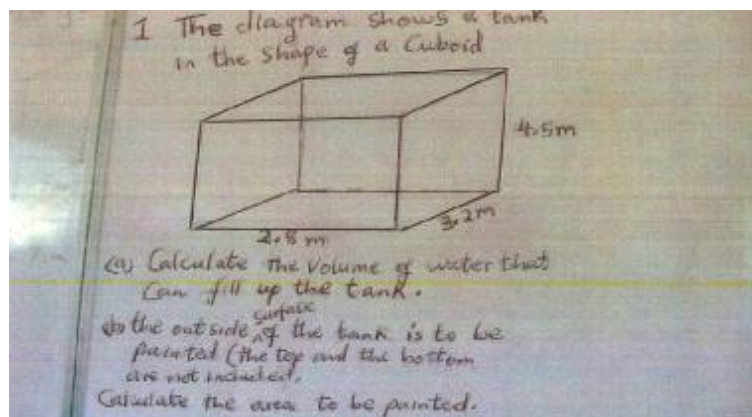 1 The diagram shows a tank
in the shape of a Cuboid
4.5m
3.2m
2.8 m
(a) Calculate the volume of water that
Can fill up the tank.
(b) the outside surface of the tank is to be
painted (the top and the bottom
are not included.
Calculate the area to be painted.